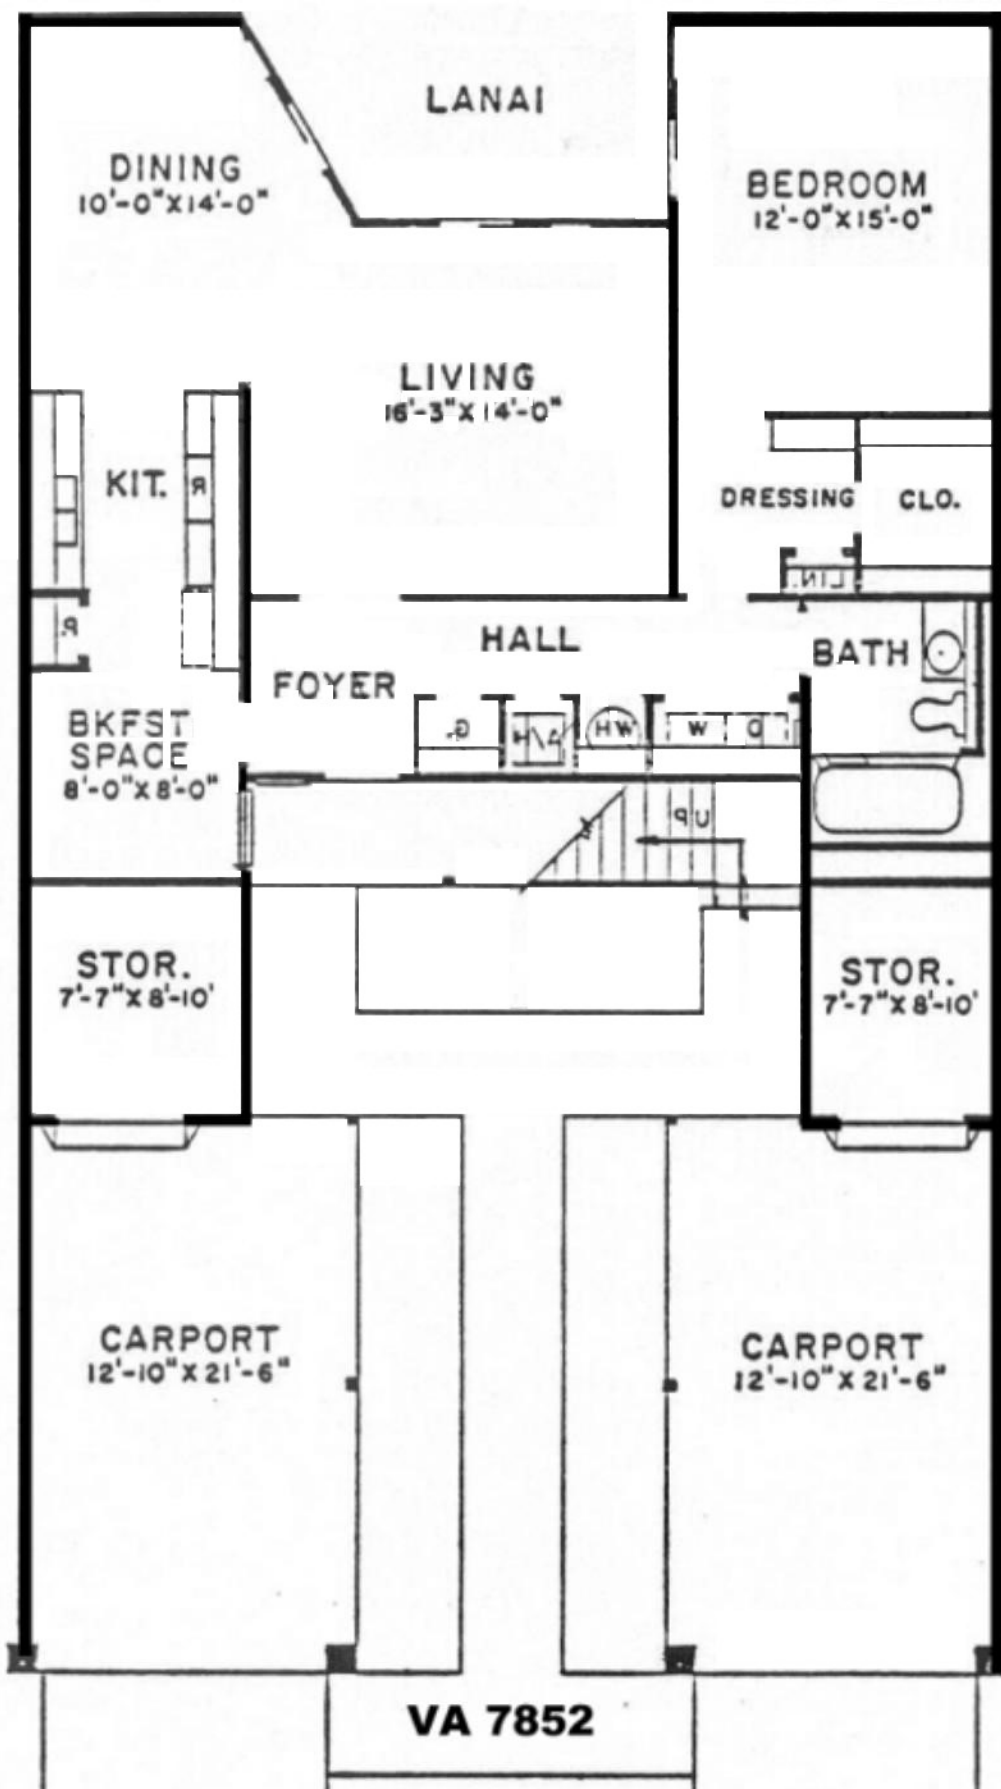 LANAI
DINING
10'-0"X14'-0"
BEDROOM
12'-0"X15'-0"
LIVING
16'-3"X14'-0"
KIT.
R
DRESSING
CLO.
LIN.
P.
HALL
BATH
FOYER
BKFST
SPACE
8'-0"X8'-0"
G.
A/H
WH
W
D
UP
STOR.
7'-7"X8'-10'
STOR.
7'-7"X8'-10'
CARPORT
12'-10"X21'-6"
CARPORT
12'-10"X21'-6"
VA 7852